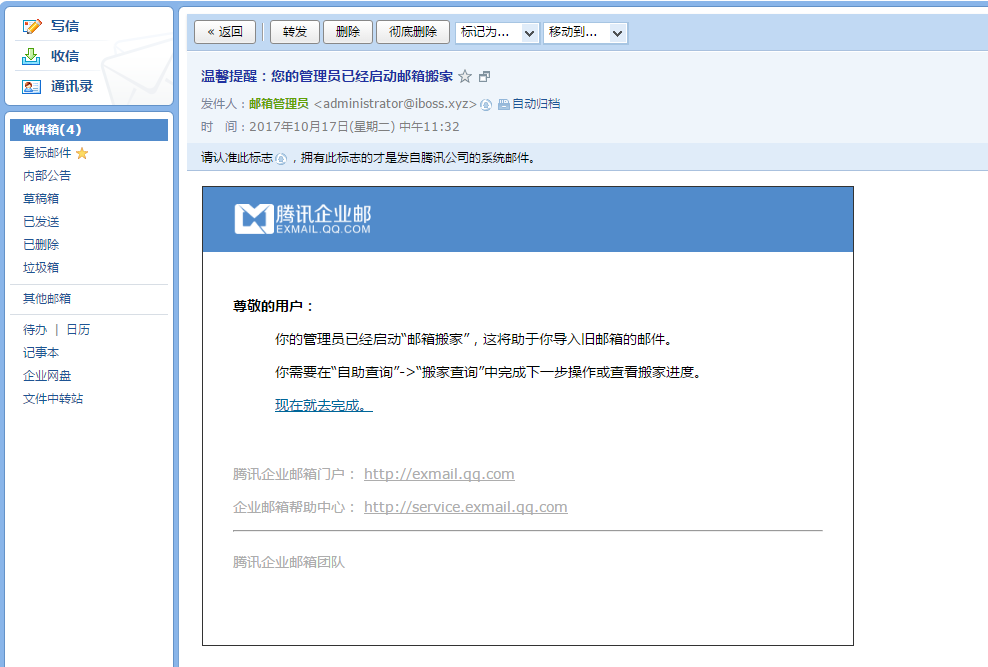 写信
收信
通讯录
收件箱(4)
星标邮件
内部公告
草稿箱
已发送
已删除
垃圾箱
其他邮箱
待办 | 日历
记事本
企业网盘
文件中转站
« 返回 转发 删除 彻底删除 标记为... 移动到...
温馨提醒：您的管理员已经启动邮箱搬家
发件人：邮箱管理员 <administrator@iboss.xyz> 自动归档
时 间：2017年10月17日(星期二) 中午11:32
请认准此标志，拥有此标志的才是发自腾讯公司的系统邮件。
腾讯企业邮
EXMAIL.QQ.COM
尊敬的用户：
你的管理员已经启动“邮箱搬家”，这将助于你导入旧邮箱的邮件。
你需要在“自助查询”->“搬家查询”中完成下一步操作或查看搬家进度。
现在就去完成。
腾讯企业邮箱门户： http://exmail.qq.com
企业邮箱帮助中心： http://service.exmail.qq.com
腾讯企业邮箱团队